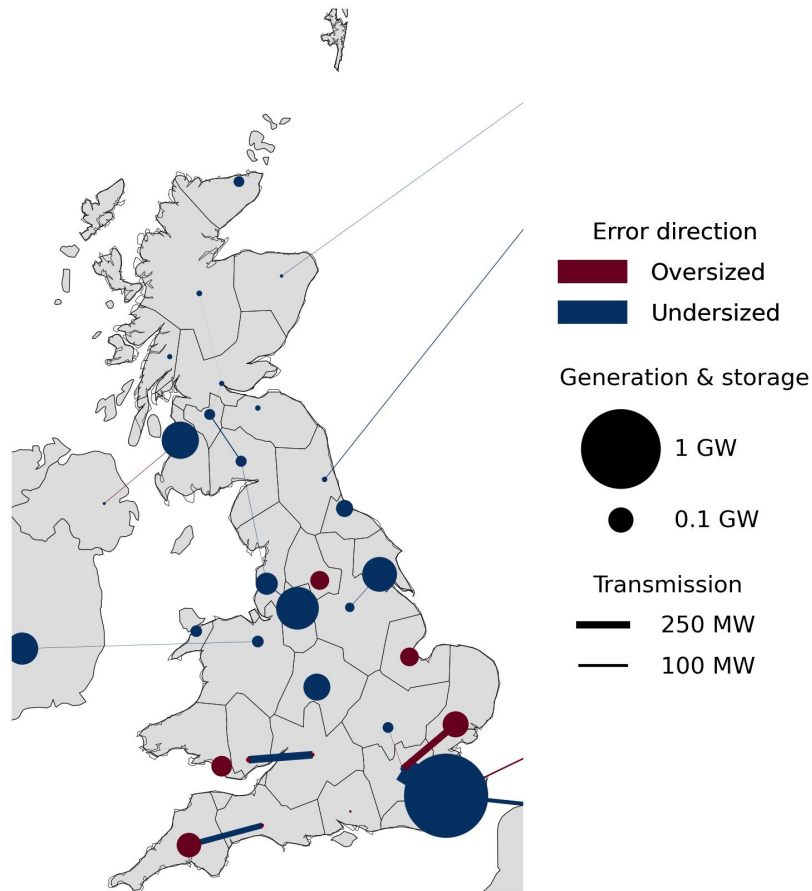 Error direction
Oversized
Undersized
Generation & storage
1 GW
0.1 GW
Transmission
250 MW
100 MW